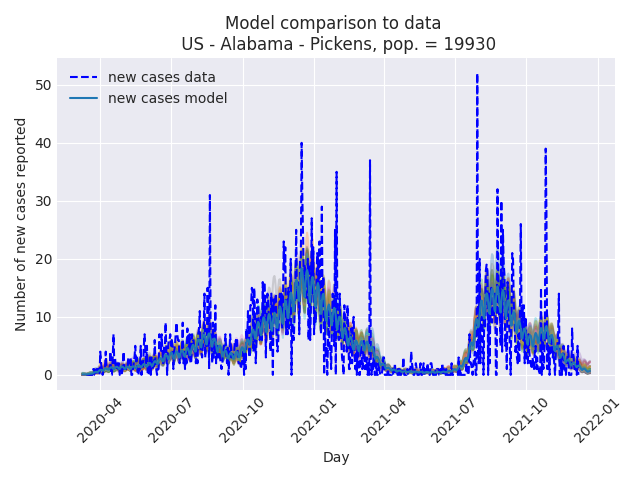 Model comparison to data
US - Alabama - Pickens, pop. = 19930
new cases data
new cases model
Number of new cases reported
50
40
30
20
10
0
2020-04
2020-07
2020-10
2021-01
2021-04
2021-07
2021-10
2022-01
Day